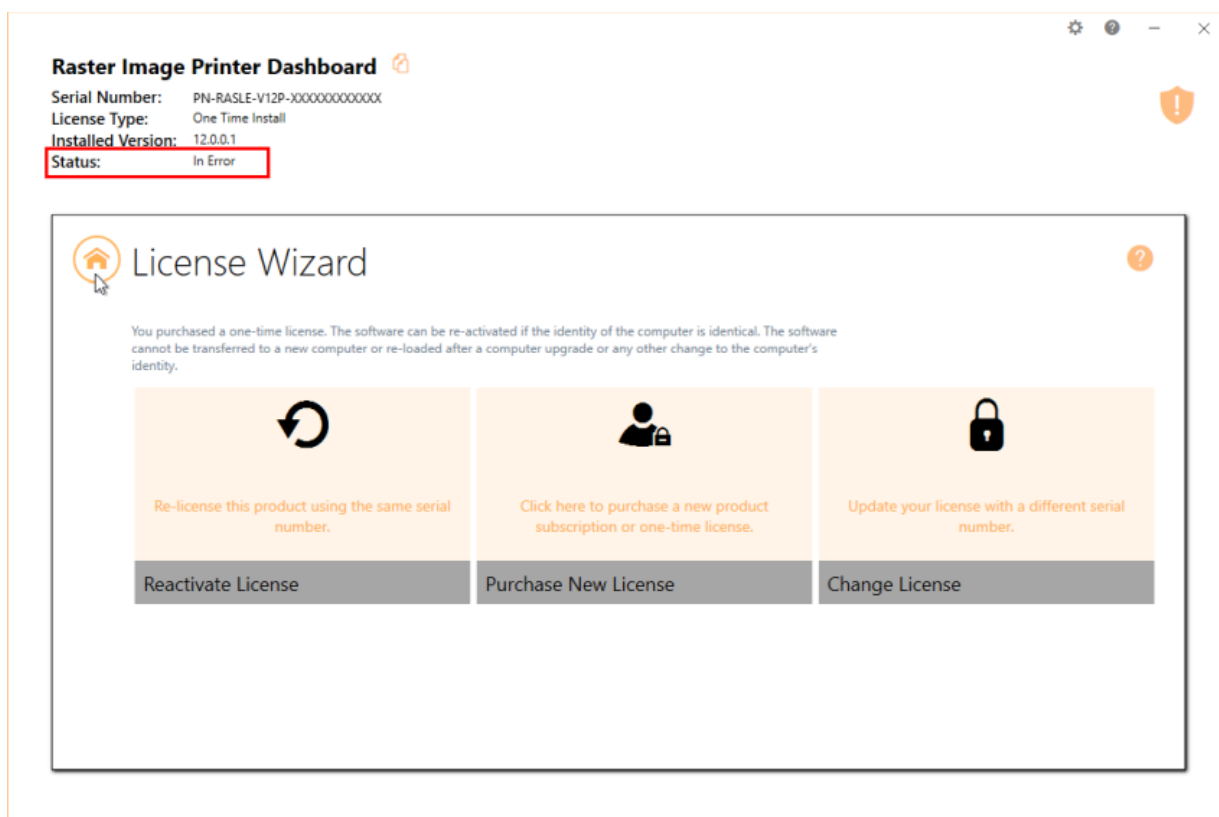 Raster Image Printer Dashboard
Serial Number: PN-RASLE-V12P-XXXXXXXXXXXX
License Type: One Time Install
Installed Version: 12.0.0.1
Status: In Error
License Wizard
You purchased a one-time license. The software can be re-activated if the identity of the computer is identical. The software
cannot be transferred to a new computer or re-loaded after a computer upgrade or any other change to the computer's
identity.
Re-license this product using the same serial
number.
Reactivate License
Click here to purchase a new product
subscription or one-time license.
Purchase New License
Update your license with a different serial
number.
Change License